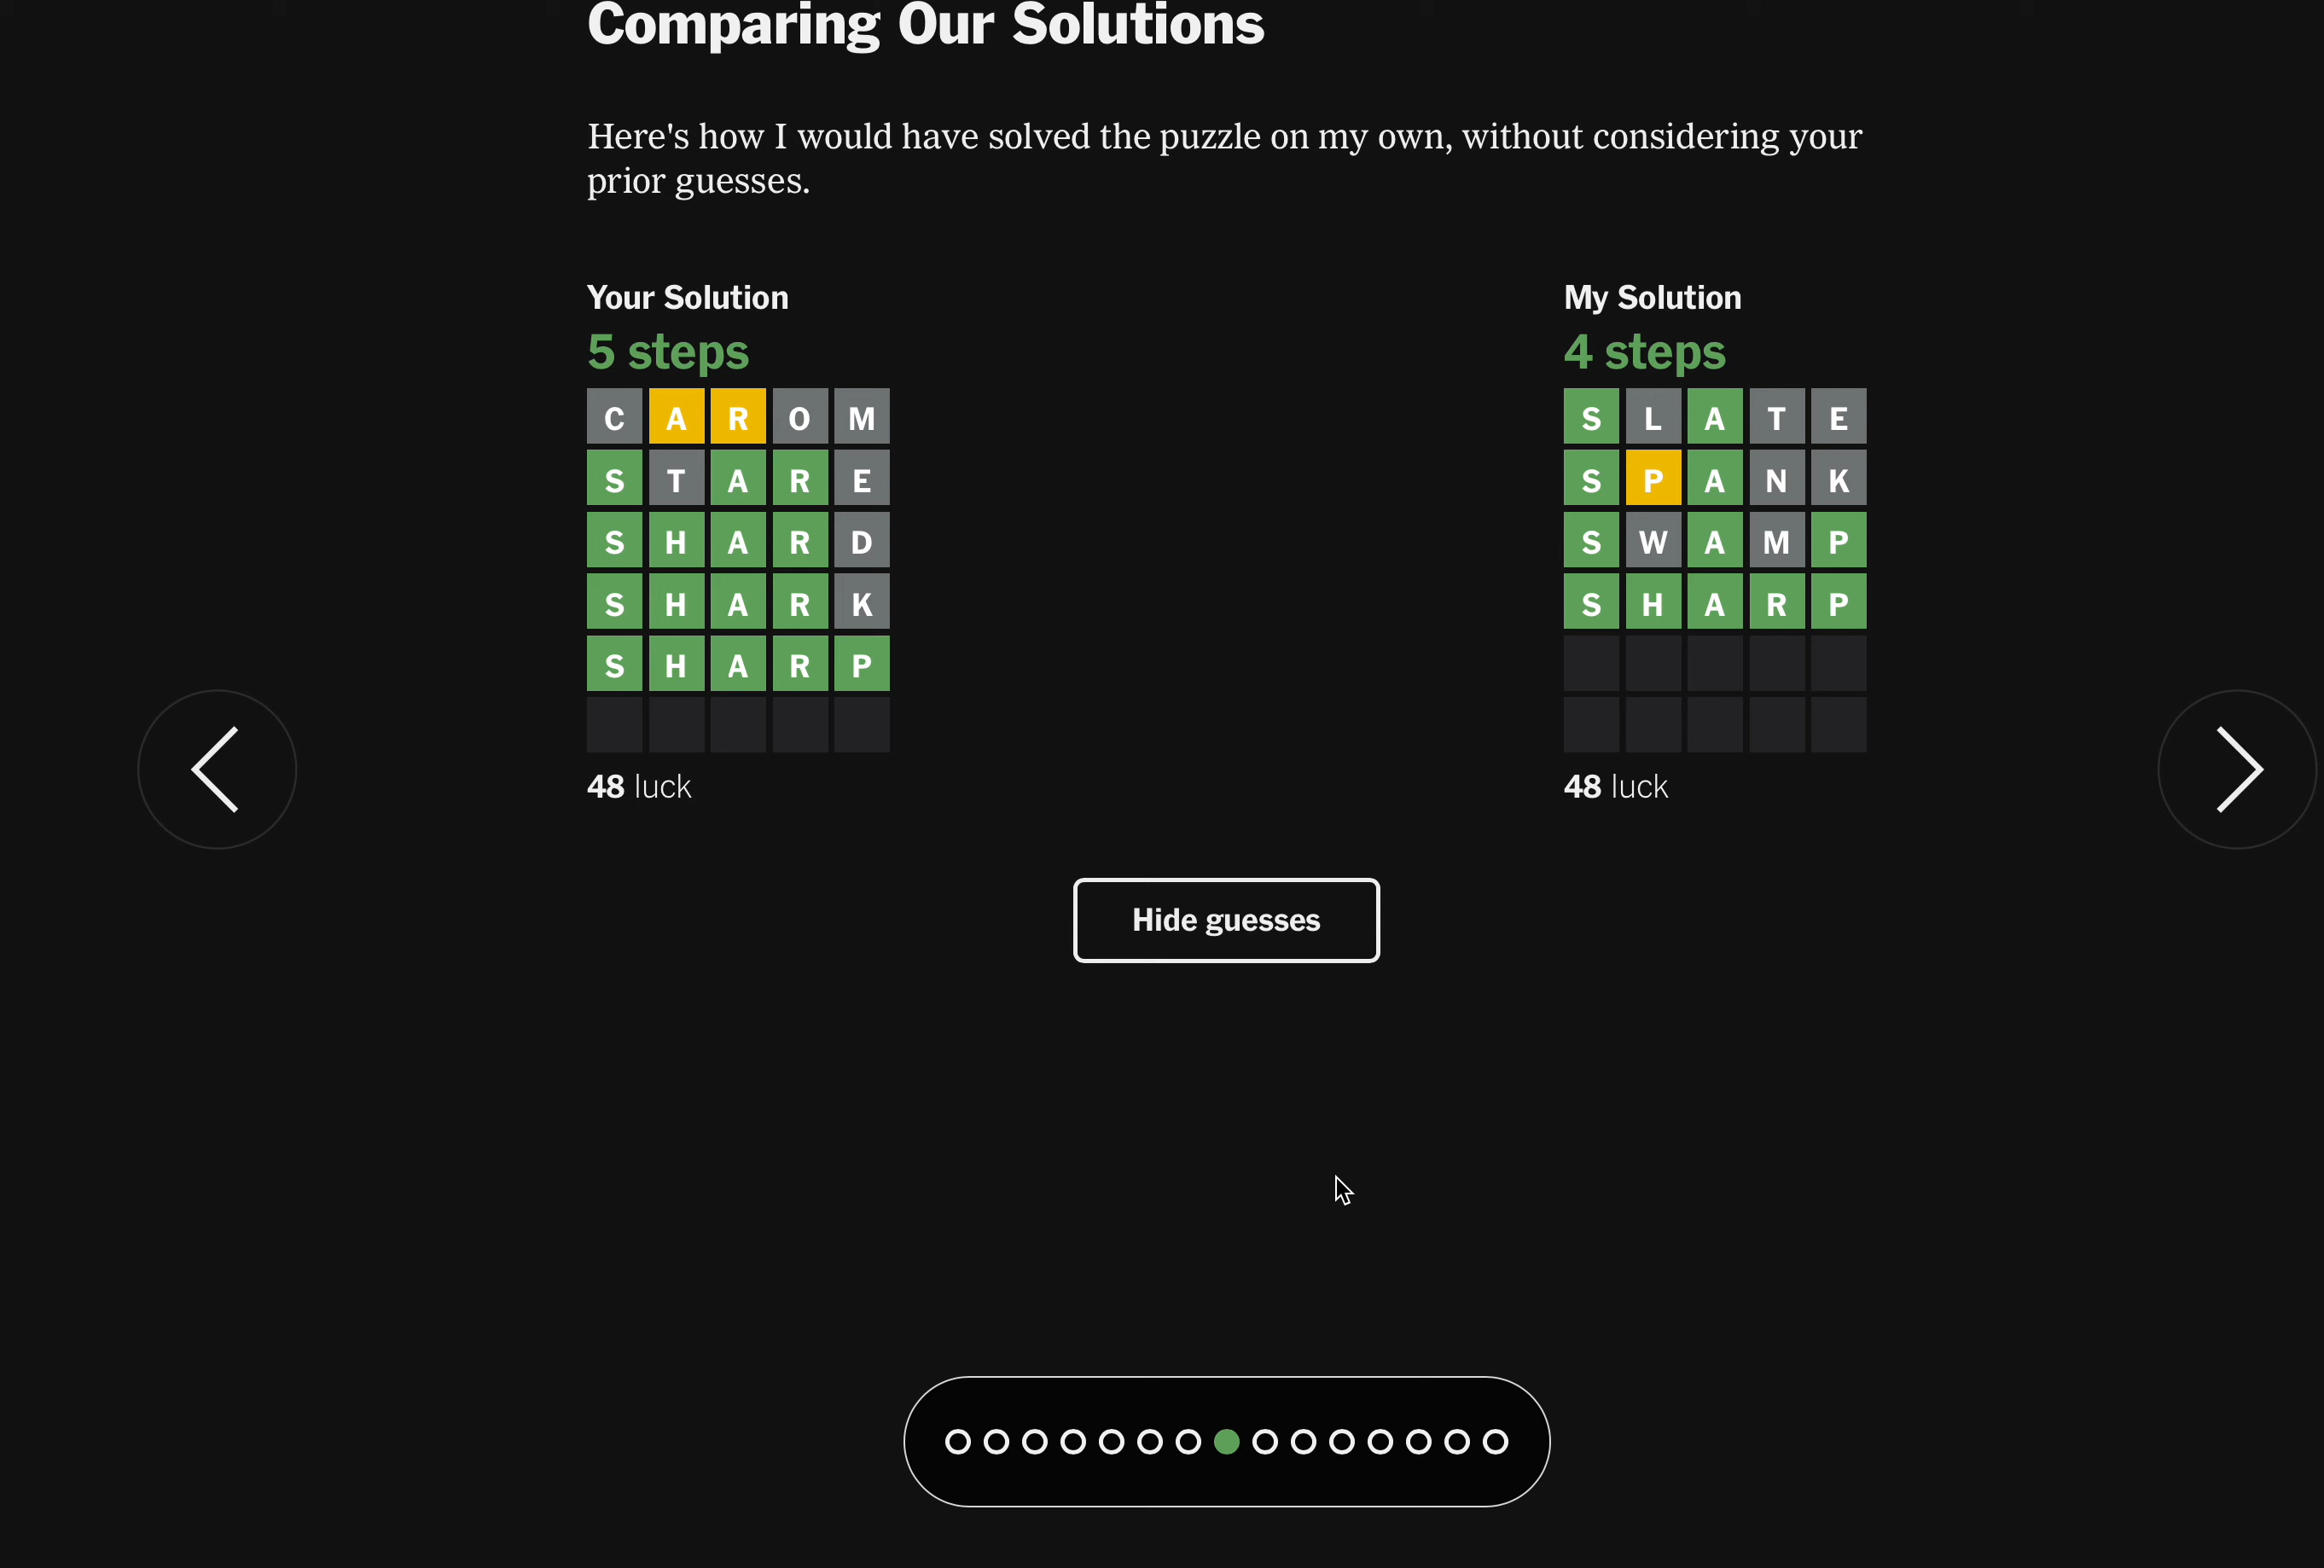 Comparing Our Solutions
Here's how I would have solved the puzzle on my own, without considering your
prior guesses.
Your Solution
5 steps
C A R O M
S T A R E
S H A R D
S H A R K
S H A R P
48 luck
My Solution
4 steps
S L A T E
S P A N K
S W A M P
S H A R P
48 luck
Hide guesses